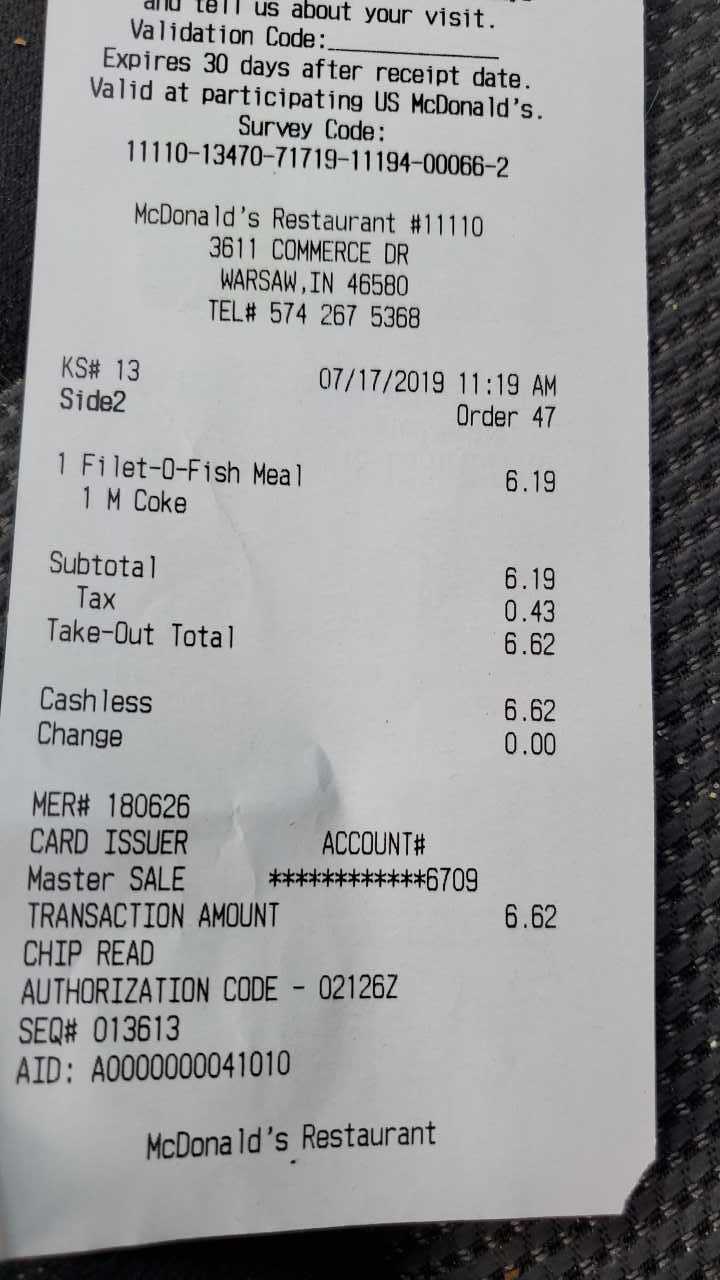 and tell us about your visit.
Validation Code:____________
Expires 30 days after receipt date.
Valid at participating US McDonald's.
Survey Code:
11110-13470-71719-11194-00066-2
McDonald's Restaurant #11110
3611 COMMERCE DR
WARSAW,IN 46580
TEL# 574 267 5368
KS# 13 07/17/2019 11:19 AM
Side2 Order 47
1 Filet-O-Fish Meal 6.19
1 M Coke
Subtotal 6.19
Tax 0.43
Take-Out Total 6.62
Cashless 6.62
Change 0.00
MER# 180626
CARD ISSUER ACCOUNT#
Master SALE ************6709
TRANSACTION AMOUNT 6.62
CHIP READ
AUTHORIZATION CODE - 02126Z
SEQ# 013613
AID: A0000000041010
McDonald's Restaurant